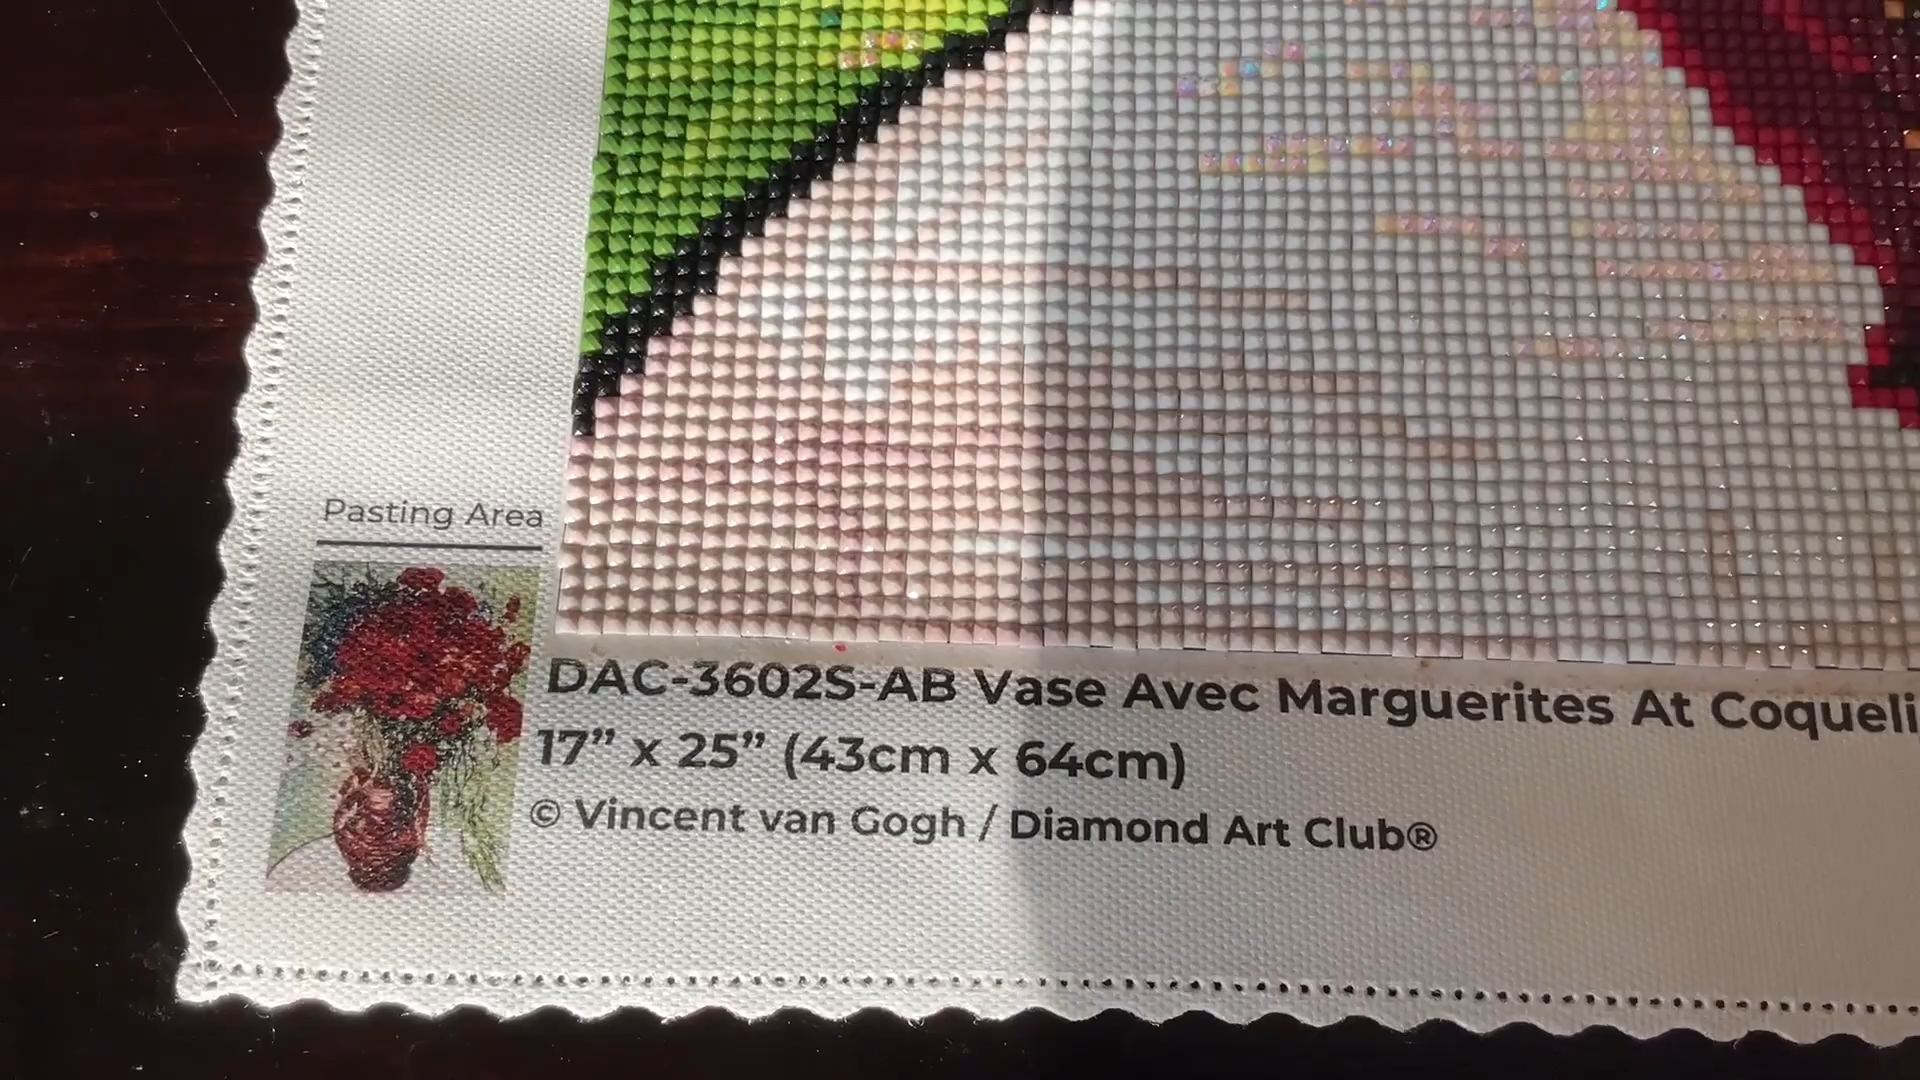 Pasting Area
DAC-3602S-AB Vase Avec Marguerites At Coqueli
17” x 25” (43cm x 64cm)
© Vincent van Gogh / Diamond Art Club®